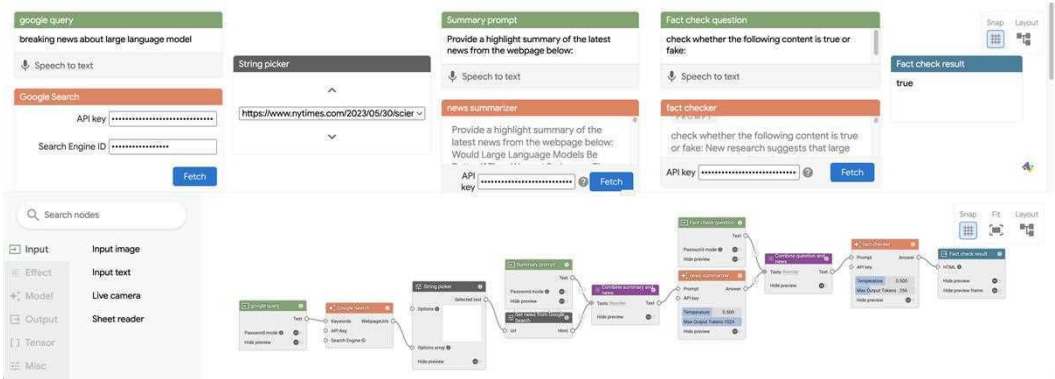 google query
breaking news about large language model
Speech to text
Google Search
API key
Search Engine ID
Fetch
String picker
https://www.nytimes.com/2023/05/30/scier
Summary prompt
Provide a highlight summary of the latest
news from the webpage below:
Speech to text
news summarizer
Provide a highlight summary of the
latest news from the webpage below:
Would Large Language Models Be
API
key
Fetch
Fact check question
check whether the following content is true or
fake:
Speech to text
fact checker
PROMPT
check whether the following content is true
or fake: New research suggests that large
API key
Fetch
Snap Layout
Fact check result
true
Search nodes
Input
Effect
Model
Output
Tensor
Misc
Input image
Input text
Live camera
Sheet reader
google query
Text
Password mode
Hide preview
Google Search
Keywords WebpageUrls
API Key
Search Engine ID
Hide preview
String picker
Selected text
Options
Options array
Hide preview
Summary prompt
Text
Password mode
Hide preview
Get news from Google
Search
Url Html
Combine summary and
news
Texts Reorder Text
Hide preview
Fact check question
Text
Password mode
Hide preview
news summarizer
Prompt Answer
API key
Temperature 0.500
Max Output Tokens 1024
Hide preview
Combine question and
news
Texts Reorder Text
Hide preview
fact checker
Prompt Answer
API key
Temperature 0.500
Max Output Tokens 256
Hide preview
Fact check result
HTML
Hide preview
Hide preview frame
Snap Fit Layout